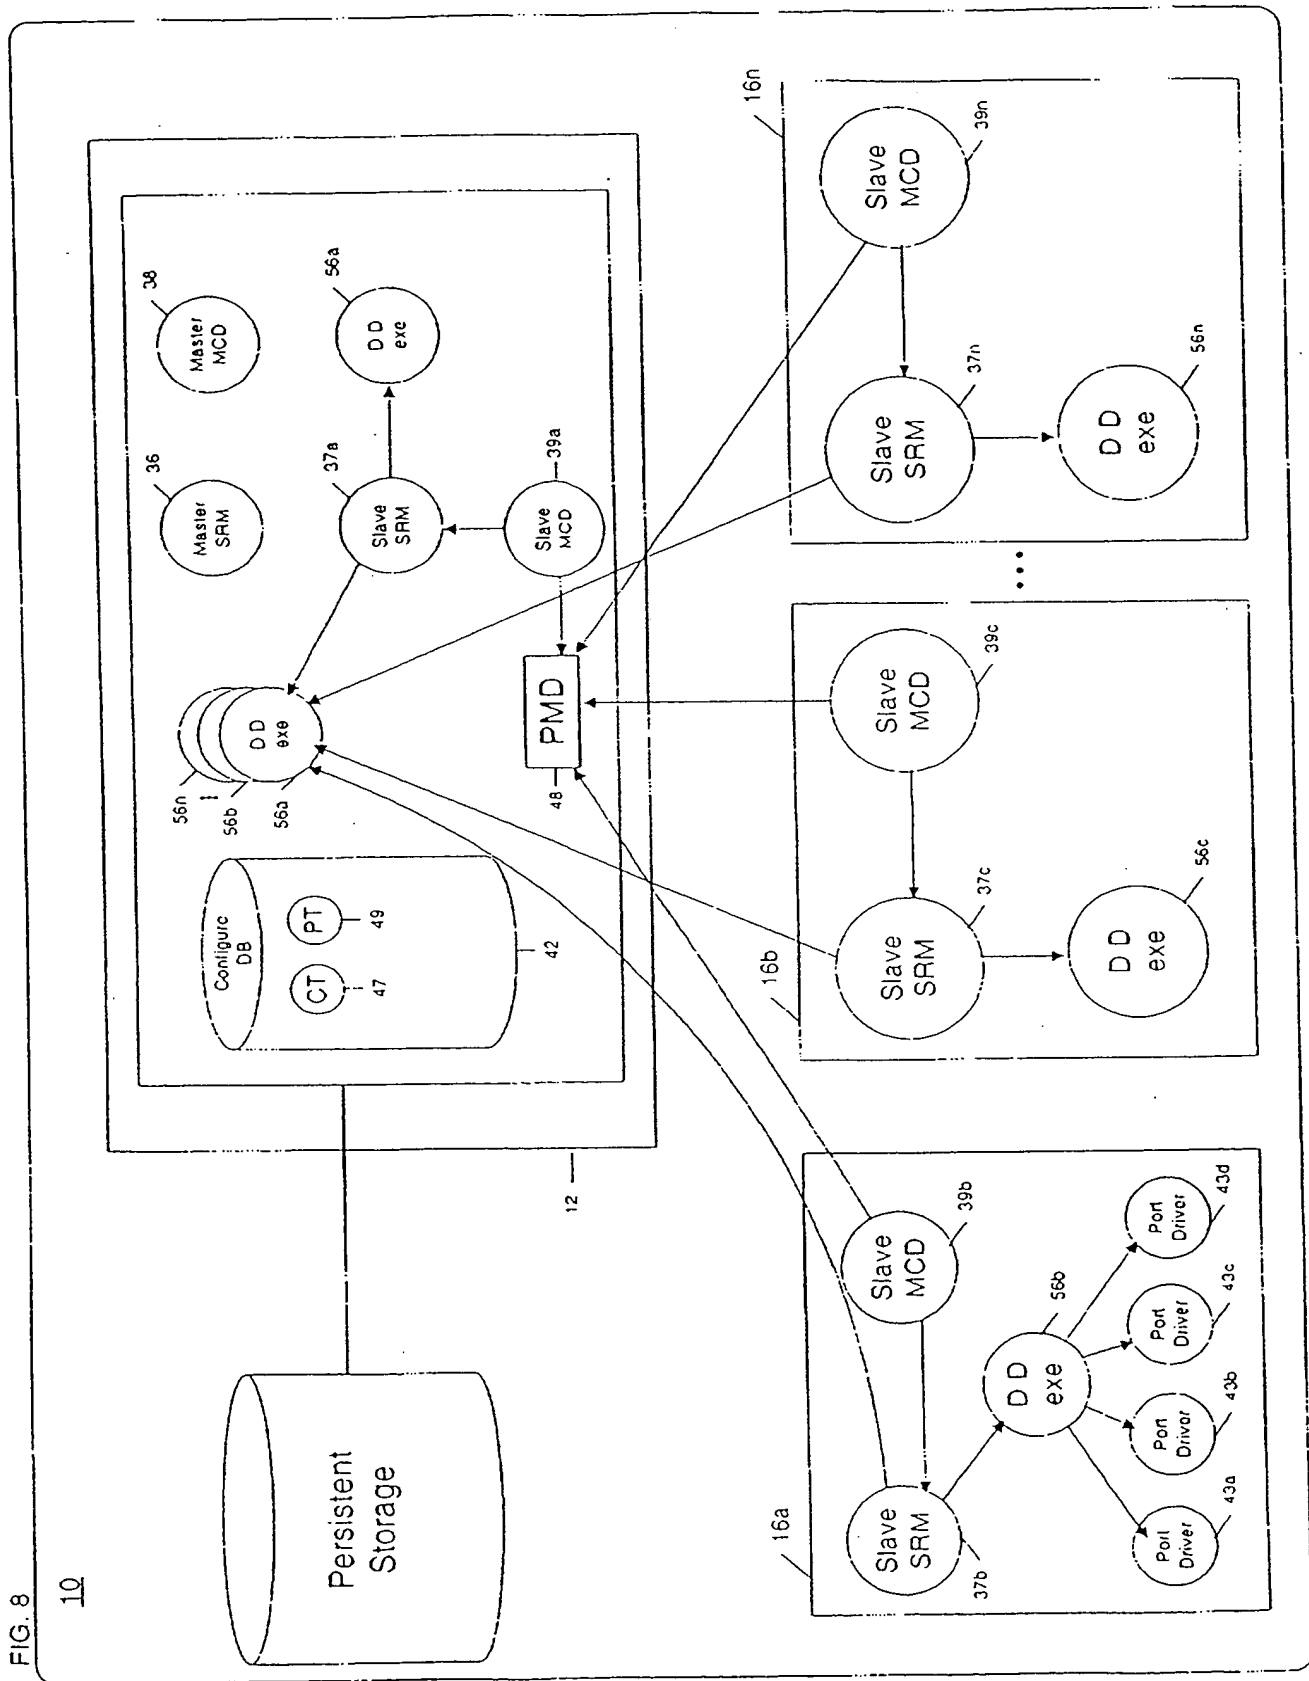 FIG. 8
10
Persistent
Storage
12
Configure
DB
CT
47
PT
49
42
56n
56b
56a
DD
exe
Master
SRM
36
Master
MCD
38
Slave
SRM
37a
DD
exe
56a
Slave
MCD
39a
PMD
48
16a
Slave
SRM
37b
Slave
MCD
39b
DD
exe
56b
Port
Driver
43a
Port
Driver
43b
Port
Driver
43c
Port
Driver
43d
16b
Slave
SRM
37c
Slave
MCD
39c
DD
exe
56c
•••
16n
Slave
SRM
37n
Slave
MCD
39n
DD
exe
56n